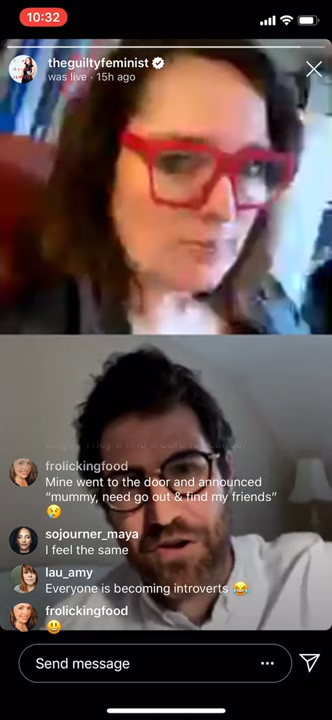 10:32
theguiltyfeminist
was live · 15h ago
frolickingfood
Mine went to the door and announced
“mummy, need go out & find my friends”
😢
sojourner_maya
I feel the same
lau_amy
Everyone is becoming introverts 😂
frolickingfood
😃
Send message